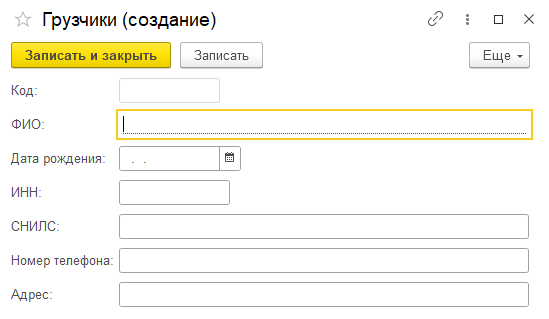 Грузчики (создание)
Записать и закрыть Записать Еще
Код:
ФИО:
Дата рождения: . .
ИНН:
СНИЛС:
Номер телефона:
Адрес: